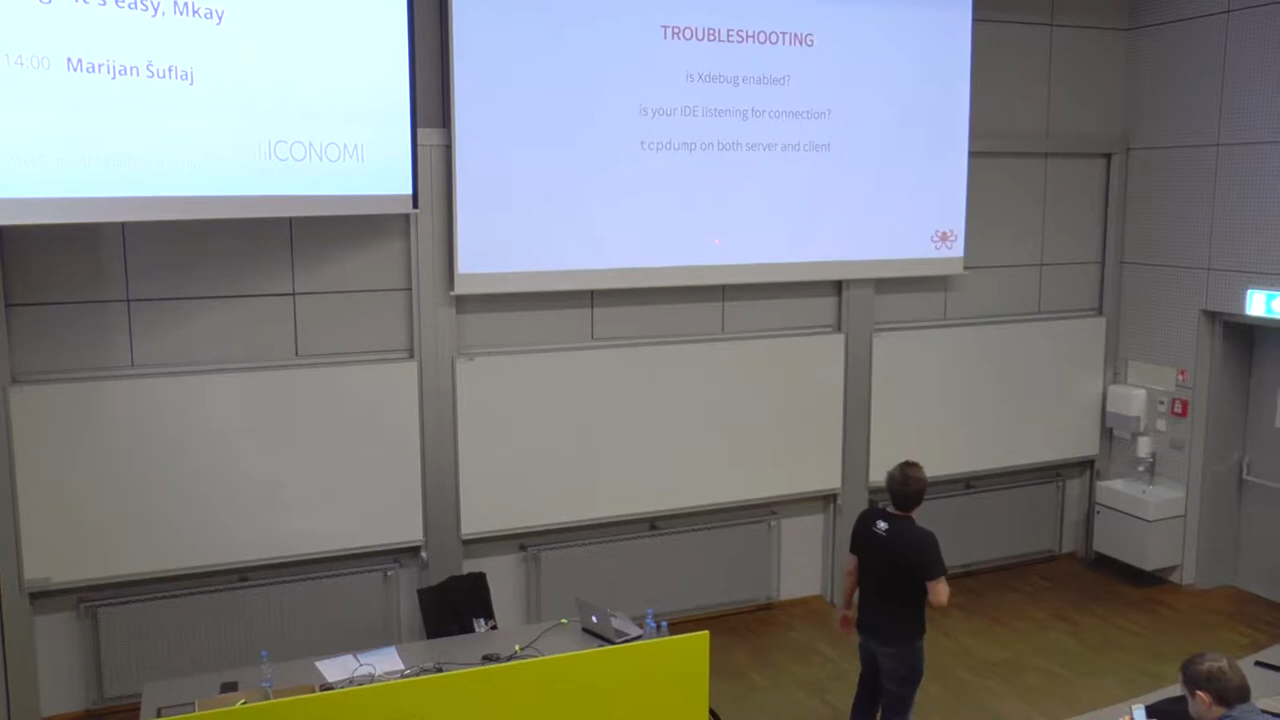 it's easy, Mkay
14:00 Marijan Šuflaj
ICONOMI
TROUBLESHOOTING
is Xdebug enabled?
is your IDE listening for connection?
tcpdump on both server and client